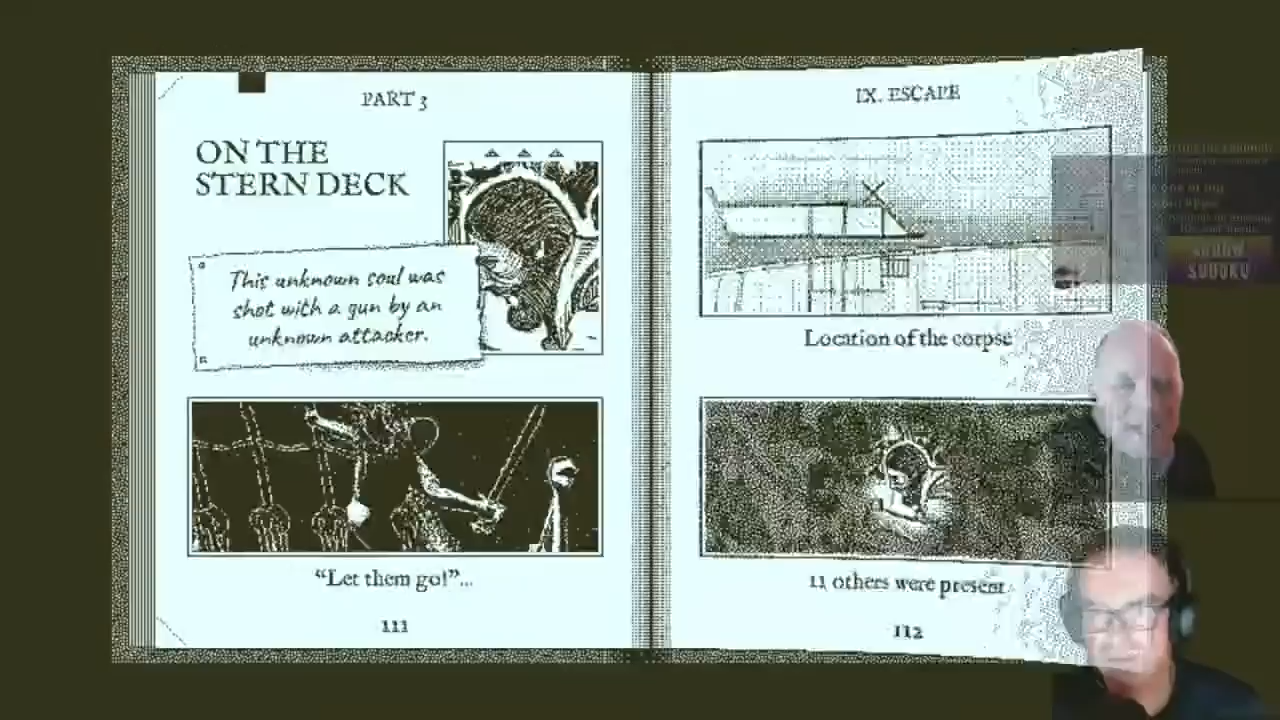 PART 3
ON THE
STERN DECK
This unknown soul was
shot with a gun by an
unknown attacker.
“Let them go!”...
111
IX. ESCAPE
Location of the corpse
11 others were present
112
SUDOKU